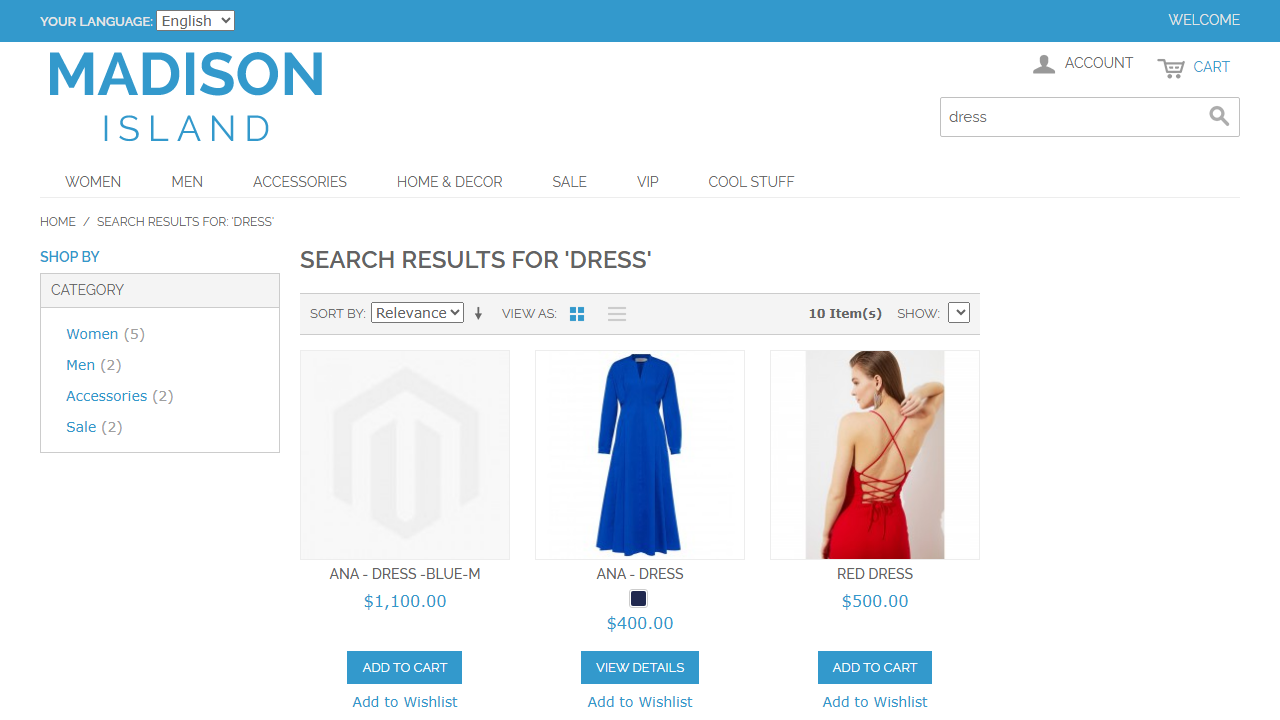 YOUR LANGUAGE: English
WELCOME
MADISON
ISLAND
ACCOUNT
CART
dress
WOMEN
MEN
ACCESSORIES
HOME & DECOR
SALE
VIP
COOL STUFF
HOME / SEARCH RESULTS FOR: 'DRESS'
SHOP BY
CATEGORY
Women (5)
Men (2)
Accessories (2)
Sale (2)
SEARCH RESULTS FOR 'DRESS'
SORT BY: Relevance
VIEW AS:
10 Item(s)
SHOW:
ANA - DRESS -BLUE-M
$1,100.00
ADD TO CART
Add to Wishlist
ANA - DRESS
$400.00
VIEW DETAILS
Add to Wishlist
RED DRESS
$500.00
ADD TO CART
Add to Wishlist